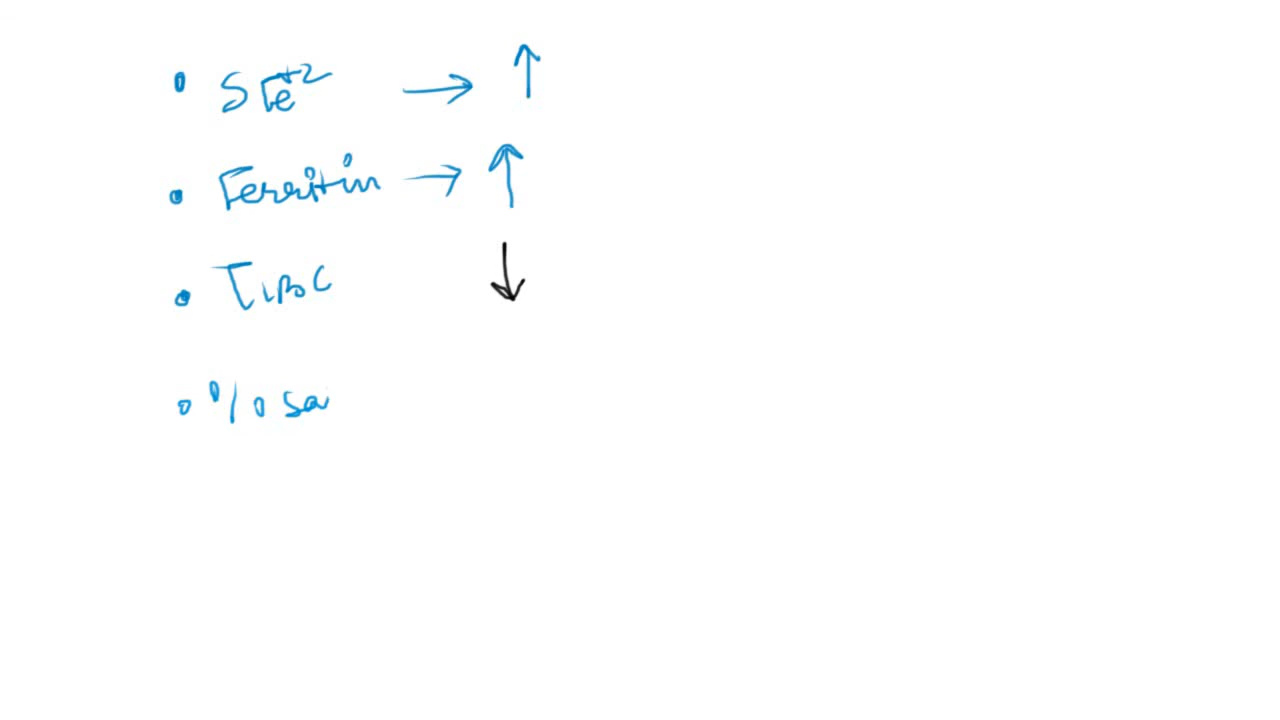 • S Fe+2 → ↑
• Ferritin → ↑
• TIBC ↓
• % sa